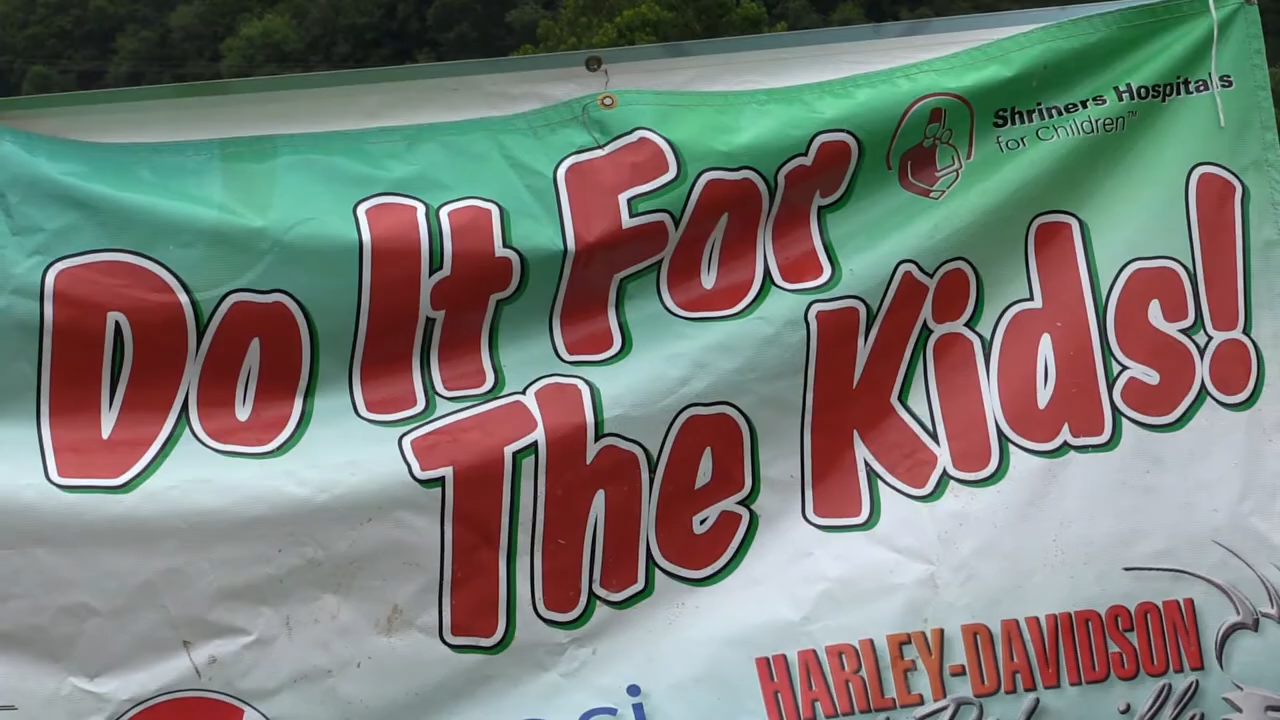 Shriners Hospitals
for Children™
Do It For
The Kids!
HARLEY-DAVIDSON